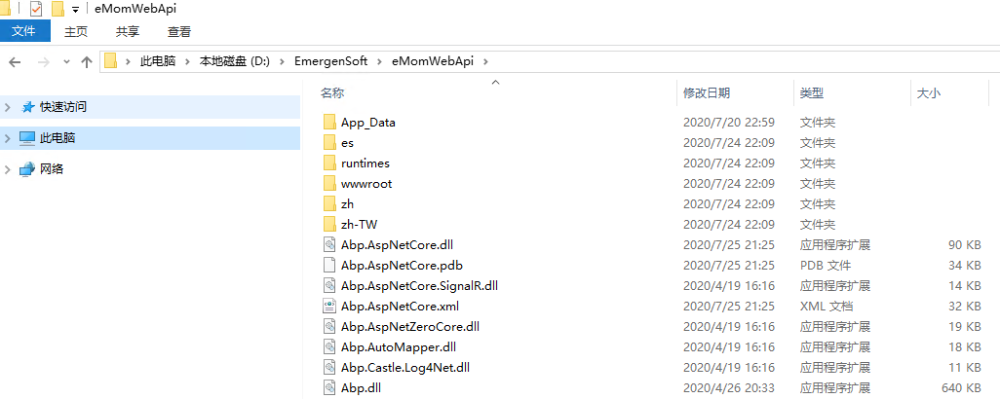 eMomWebApi
文件 主页 共享 查看
此电脑 本地磁盘 (D:) EmergenSoft eMomWebApi
快速访问
此电脑
网络
名称 修改日期 类型 大小
App_Data 2020/7/20 22:59 文件夹
es 2020/7/24 22:09 文件夹
runtimes 2020/7/24 22:09 文件夹
wwwroot 2020/7/24 22:09 文件夹
zh 2020/7/24 22:09 文件夹
zh-TW 2020/7/24 22:09 文件夹
Abp.AspNetCore.dll 2020/7/25 21:25 应用程序扩展 90 KB
Abp.AspNetCore.pdb 2020/7/25 21:25 PDB 文件 34 KB
Abp.AspNetCore.SignalR.dll 2020/4/19 16:16 应用程序扩展 14 KB
Abp.AspNetCore.xml 2020/7/25 21:25 XML 文档 32 KB
Abp.AspNetZeroCore.dll 2020/4/19 16:16 应用程序扩展 19 KB
Abp.AutoMapper.dll 2020/4/19 16:16 应用程序扩展 18 KB
Abp.Castle.Log4Net.dll 2020/4/19 16:16 应用程序扩展 11 KB
Abp.dll 2020/4/26 20:33 应用程序扩展 640 KB